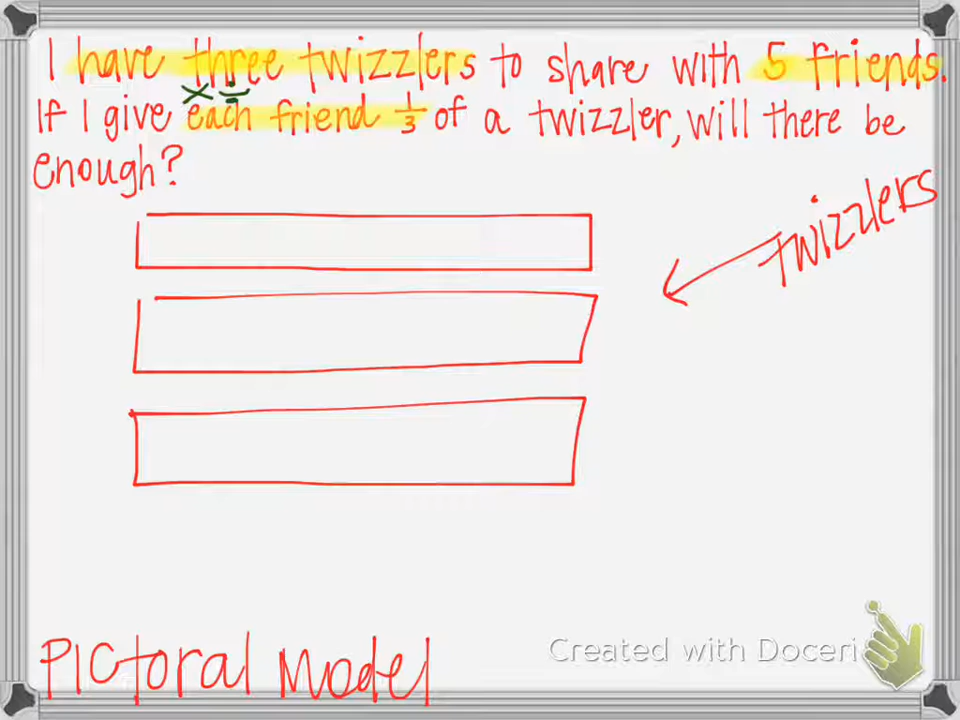 I have three twizzlers to share with 5 friends.
× ÷
If I give each friend 1/3 of a twizzler, will there be
enough?
twizzlers
Created with Doceri
Pictoral Model